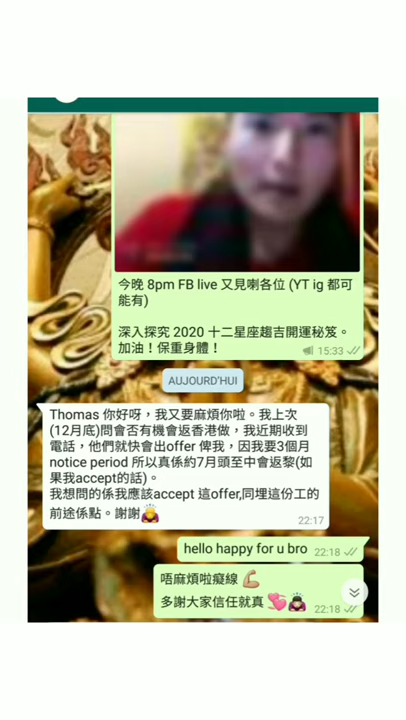 今晚 8pm FB live 又見喇各位 (YT ig 都可
能有)
深入探究 2020 十二星座趨吉開運秘笈。
加油！保重身體！
15:33
AUJOURD'HUI
Thomas 你好呀，我又要麻煩你啦。我上次
(12月底)問會否有機會返香港做，我近期收到
電話，他們就快會出offer 俾我，因我要3個月
notice period 所以真係約7月頭至中會返黎(如
果我accept的話)。
我想問的係我應該accept 這offer,同埋這份工的
前途係點。謝謝🙇
22:17
hello happy for u bro 22:18
唔麻煩啦癡線 💪
多謝大家信任就真 💞🙇 22:18